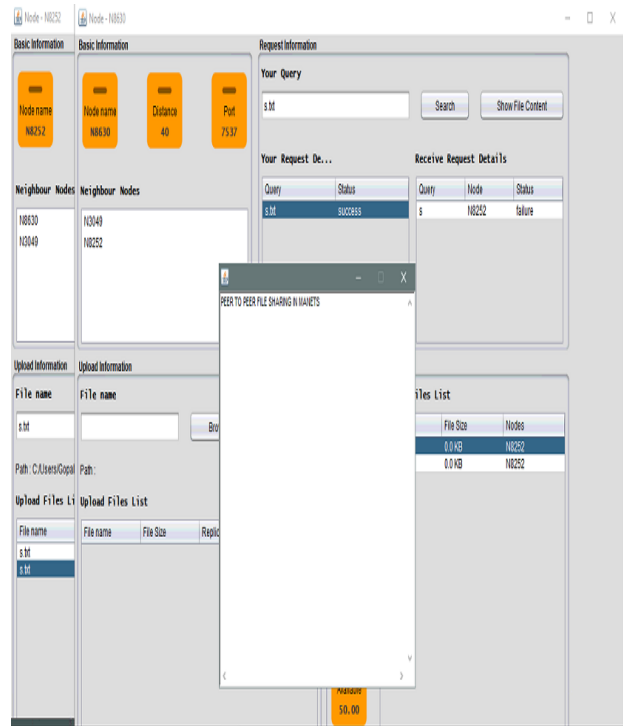 Node - N8252
Node - N8630
Basic Information
Basic Information
Request Information
Node name
N8252
Node name
N8630
Distance
40
Port
7537
Your Query
s.txt
Search
Show File Content
Your Request De...
Receive Request Details
Query Status
s.txt success
Query Node Status
s N8252 failure
Neighbour Nodes
Neighbour Nodes
N8630
N3049
N3049
N8252
PEER TO PEER FILE SHARING IN MANETS
Upload Information
Upload Information
File name
File name
s.txt
Bro
Path : C:/Users/Gopal
Path :
Upload Files Li
Upload Files List
File name
s.txt
s.txt
File name File Size Replic
iles List
File Size Nodes
0.0 KB N8252
0.0 KB N8252
Available
50.00